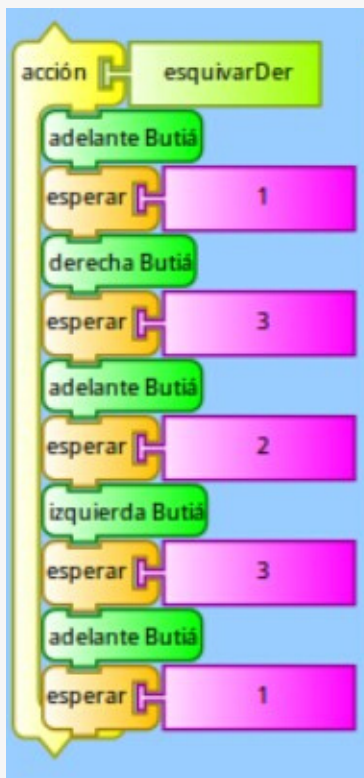 acción esquivarDer
adelante Butiá
esperar 1
derecha Butiá
esperar 3
adelante Butiá
esperar 2
izquierda Butiá
esperar 3
adelante Butiá
esperar 1